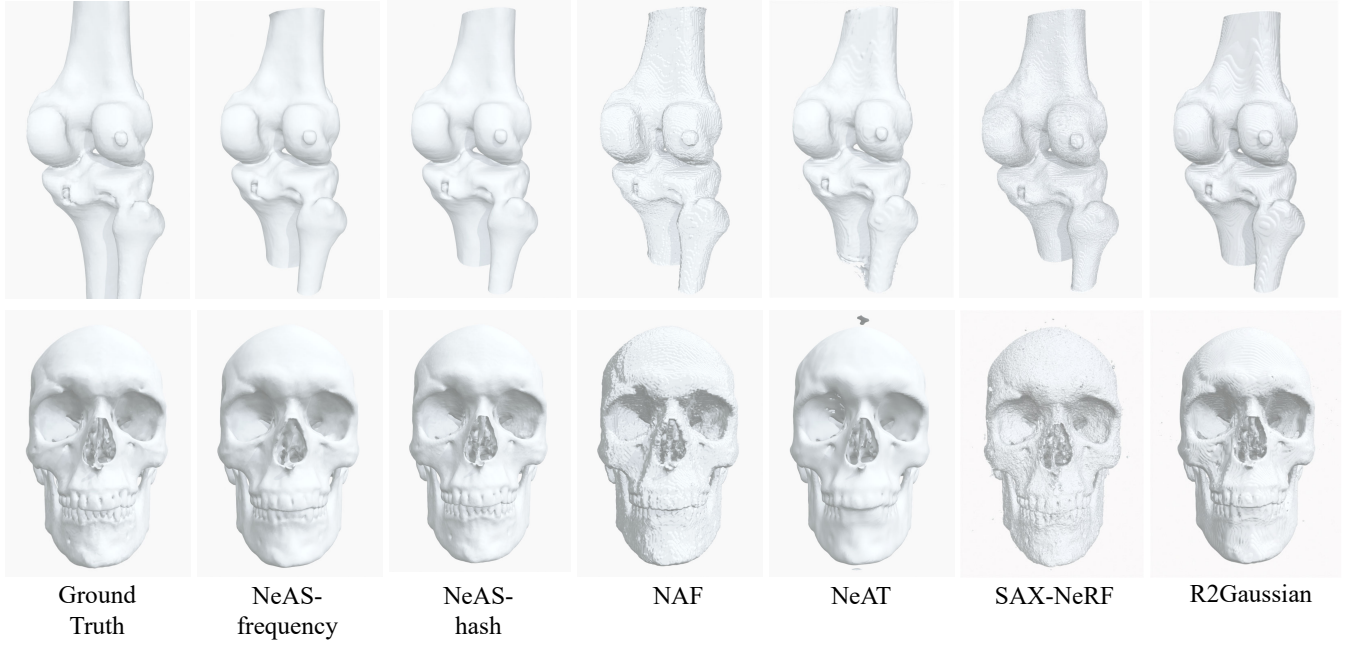 Ground
Truth
NeAS-
frequency
NeAS-
hash
NAF
NeAT
SAX-NeRF
R2Gaussian